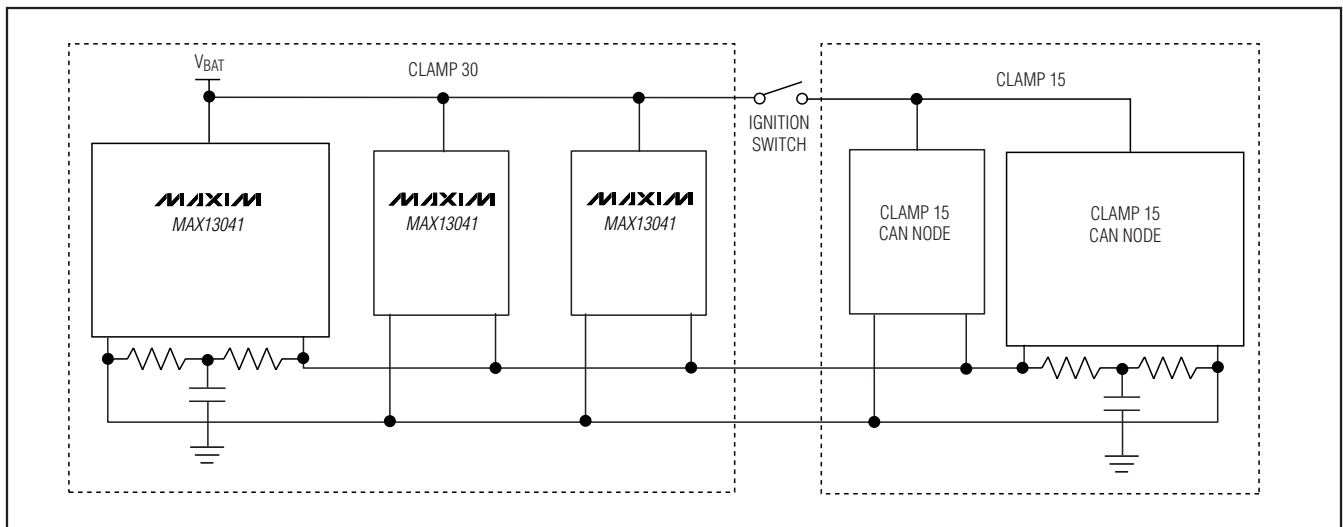 VBAT
CLAMP 30
CLAMP 15
IGNITION
SWITCH
MAXIM
MAX13041
MAXIM
MAX13041
MAXIM
MAX13041
CLAMP 15
CAN NODE
CLAMP 15
CAN NODE